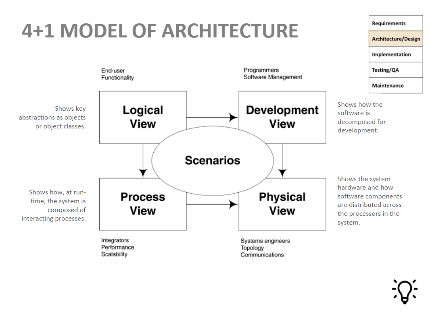 4+1 MODEL OF ARCHITECTURE
Requirements
Architecture/Design
Implementation
Testing/QA
Maintenance
End-user
Functionality
Programmers
Software Management
Shows key
abstractions as objects
or object classes.
Logical
View
Development
View
Shows how the
software is
decomposed for
development.
Scenarios
Shows how, at run-
time, the system is
composed of
interacting processes.
Process
View
Physical
View
Shows the system
hardware and how
software components
are distributed across
the processors in the
system.
Integrators
Performance
Scalability
Systems engineers
Topology
Communications